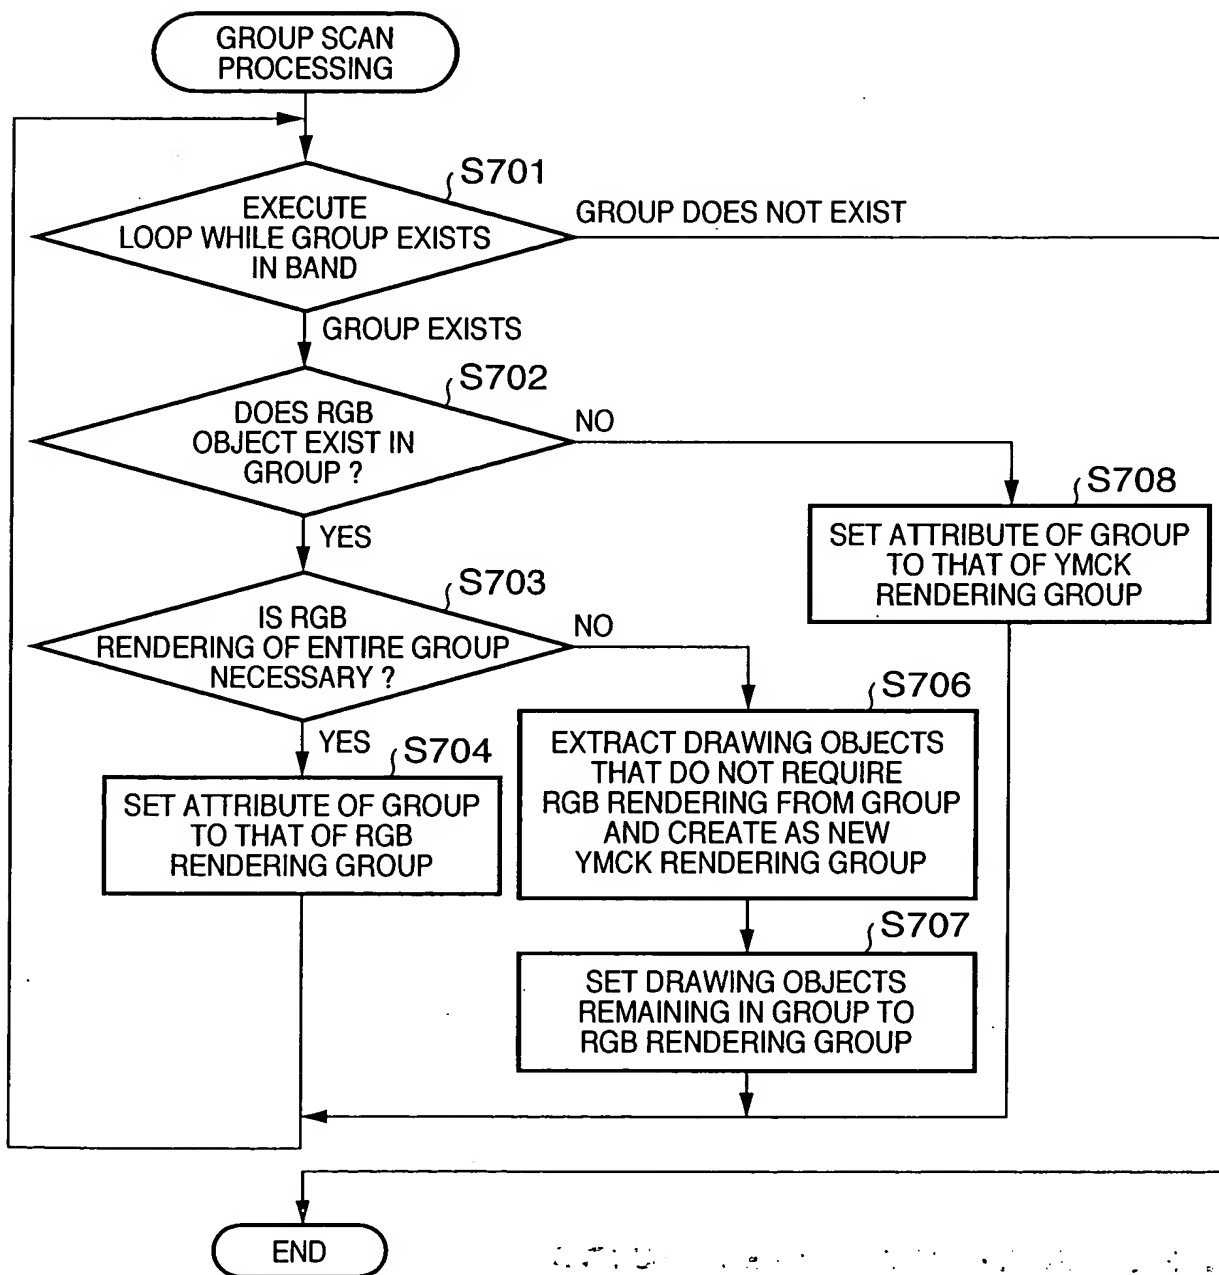 GROUP SCAN
PROCESSING
S701
EXECUTE
LOOP WHILE GROUP EXISTS
IN BAND
GROUP DOES NOT EXIST
GROUP EXISTS
S702
DOES RGB
OBJECT EXIST IN
GROUP ?
NO
YES
S708
SET ATTRIBUTE OF GROUP
TO THAT OF YMCK
RENDERING GROUP
S703
IS RGB
RENDERING OF ENTIRE GROUP
NECESSARY ?
NO
YES
S704
SET ATTRIBUTE OF GROUP
TO THAT OF RGB
RENDERING GROUP
S706
EXTRACT DRAWING OBJECTS
THAT DO NOT REQUIRE
RGB RENDERING FROM GROUP
AND CREATE AS NEW
YMCK RENDERING GROUP
S707
SET DRAWING OBJECTS
REMAINING IN GROUP TO
RGB RENDERING GROUP
END